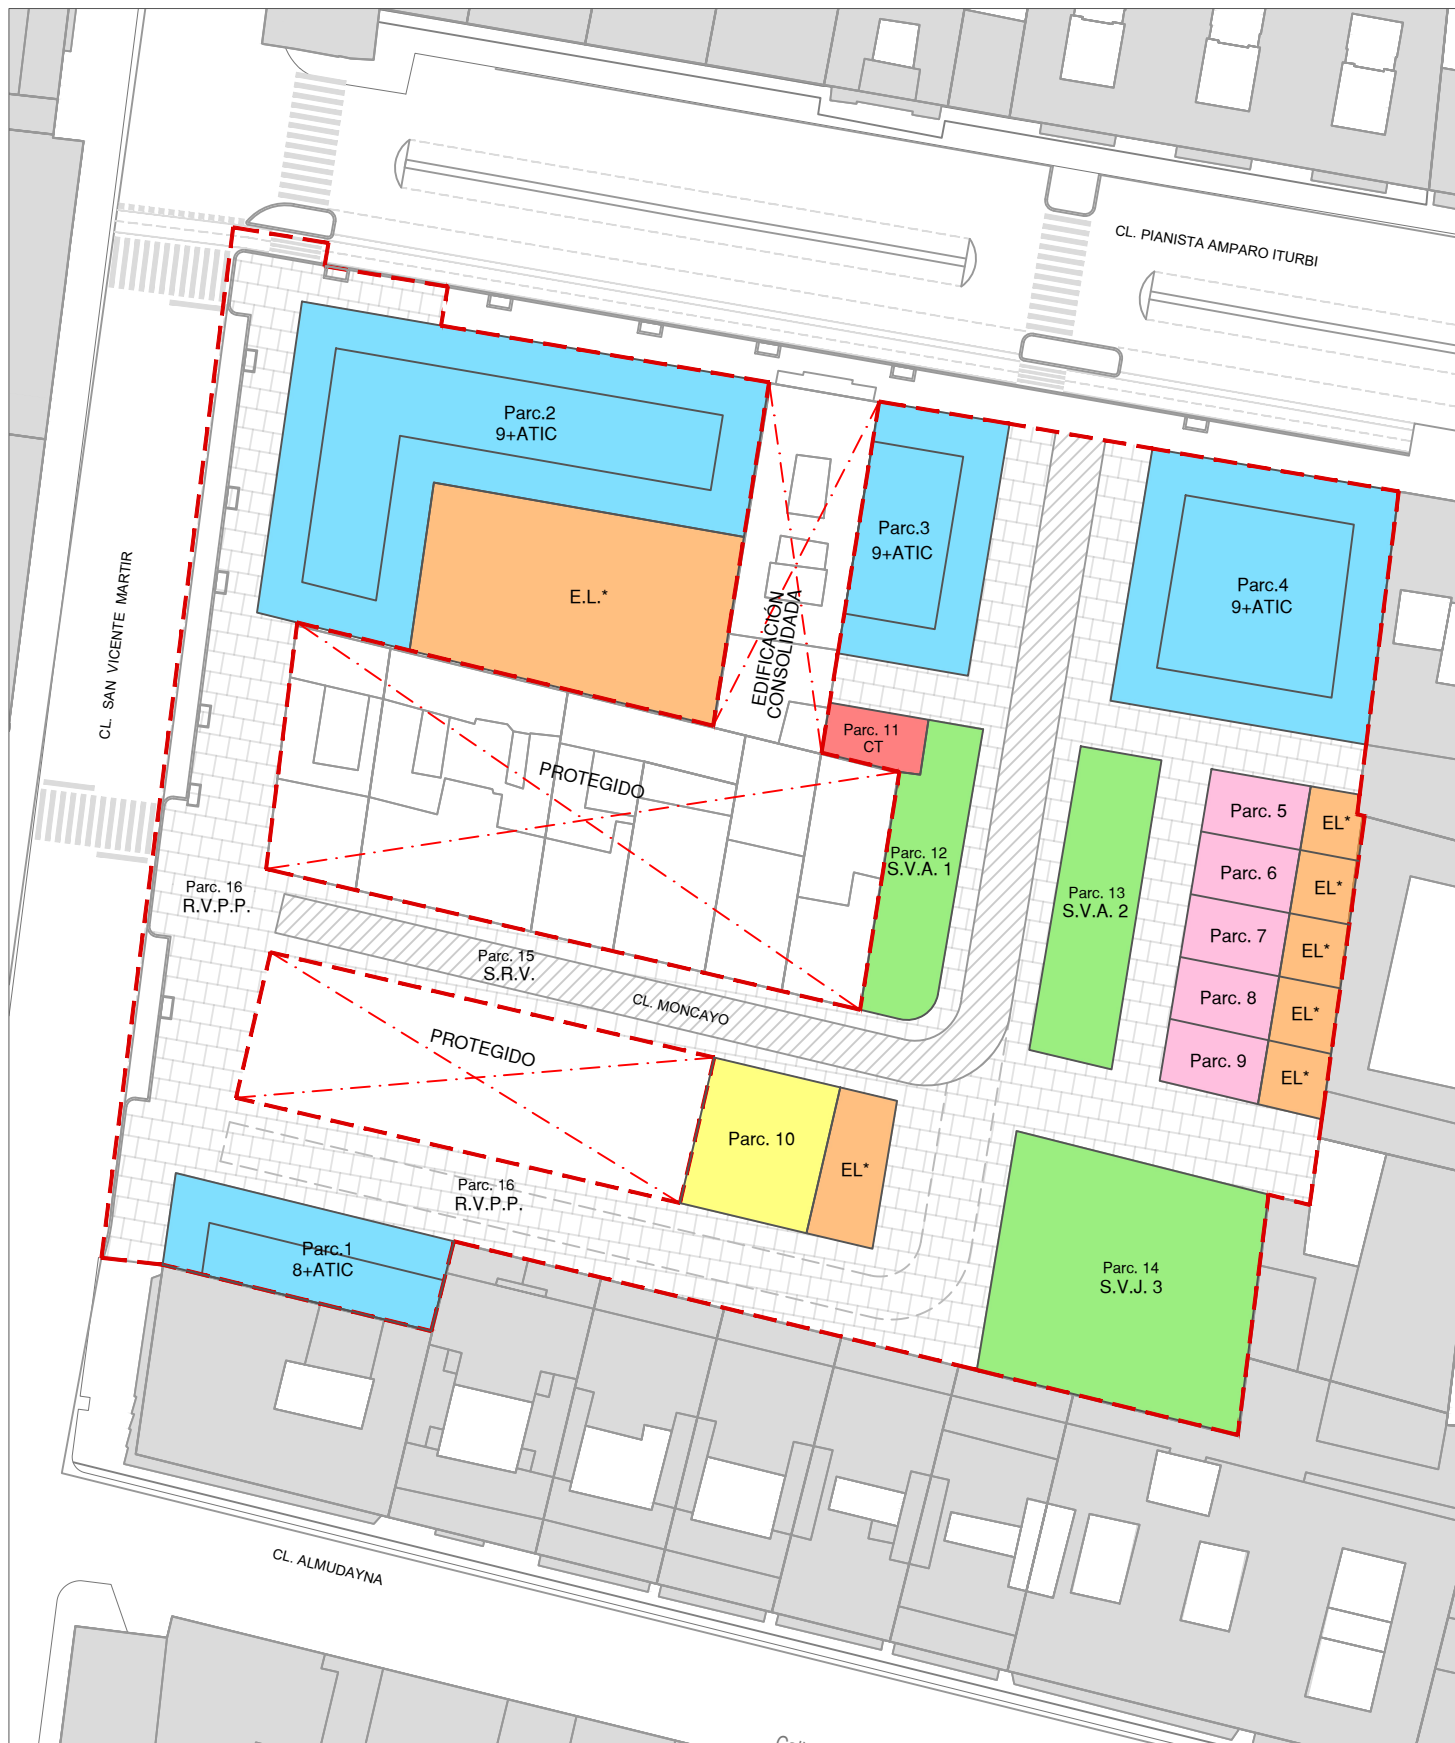 CL. PIANISTA AMPARO ITURBI
Parc.2
9+ATIC
Parc.3
9+ATIC
Parc.4
9+ATIC
E.L.*
EDIFICACIÓN
CONSOLIDADA
CL. SAN VICENTE MARTIR
Parc. 11
CT
PROTEGIDO
Parc. 5
EL*
Parc. 6
EL*
Parc. 7
EL*
Parc. 8
EL*
Parc. 9
EL*
Parc. 12
S.V.A. 1
Parc. 13
S.V.A. 2
Parc. 16
R.V.P.P.
Parc. 15
S.R.V.
CL. MONCAYO
PROTEGIDO
Parc. 10
EL*
Parc. 16
R.V.P.P.
Parc.1
8+ATIC
Parc. 14
S.V.J. 3
CL. ALMUDAYNA